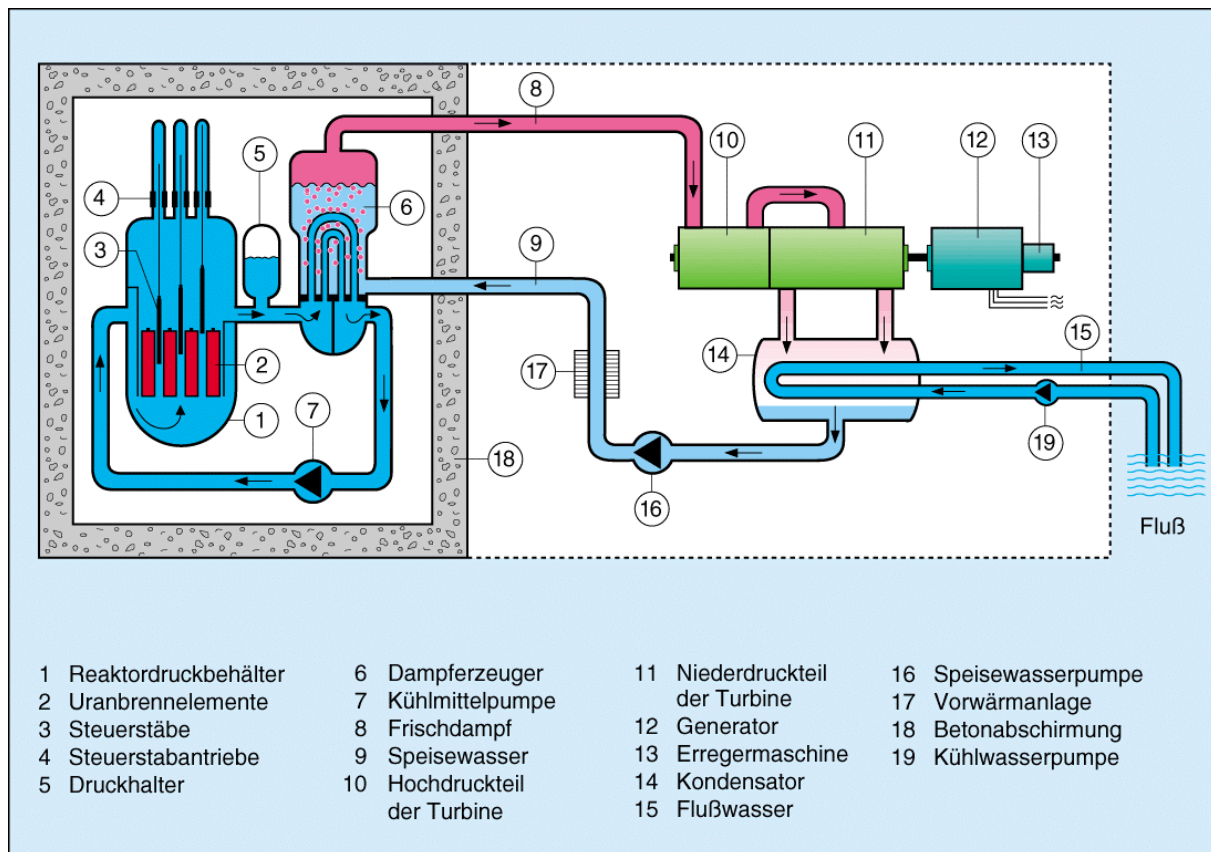 8
5
10
11
12
13
4
6
3
9
15
14
2
17
1
7
18
19
16
Fluß
1 Reaktordruckbehälter
2 Uranbrennelemente
3 Steuerstäbe
4 Steuerstabantriebe
5 Druckhalter
6 Dampferzeuger
7 Kühlmittelpumpe
8 Frischdampf
9 Speisewasser
10 Hochdruckteil
der Turbine
11 Niederdruckteil
der Turbine
12 Generator
13 Erregermaschine
14 Kondensator
15 Flußwasser
16 Speisewasserpumpe
17 Vorwärmanlage
18 Betonabschirmung
19 Kühlwasserpumpe